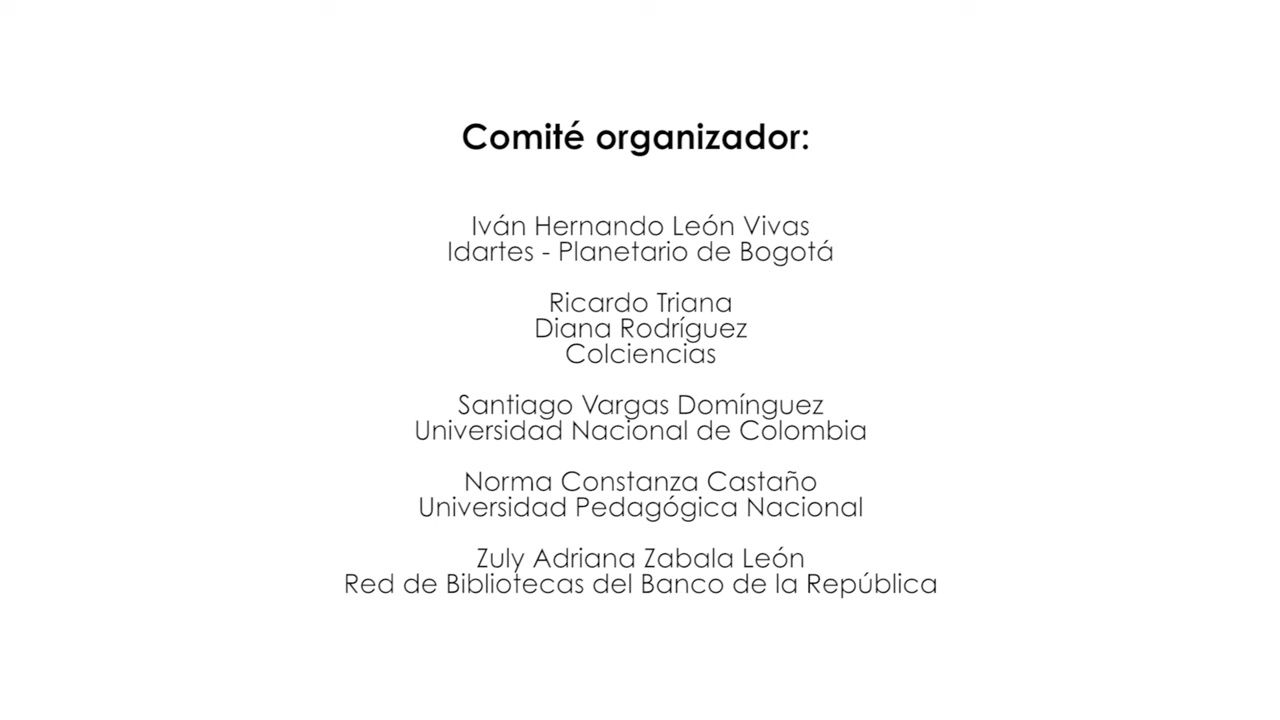 Comité organizador:
Iván Hernando León Vivas
Idartes - Planetario de Bogotá
Ricardo Triana
Diana Rodríguez
Colciencias
Santiago Vargas Domínguez
Universidad Nacional de Colombia
Norma Constanza Castaño
Universidad Pedagógica Nacional
Zuly Adriana Zabala León
Red de Bibliotecas del Banco de la República